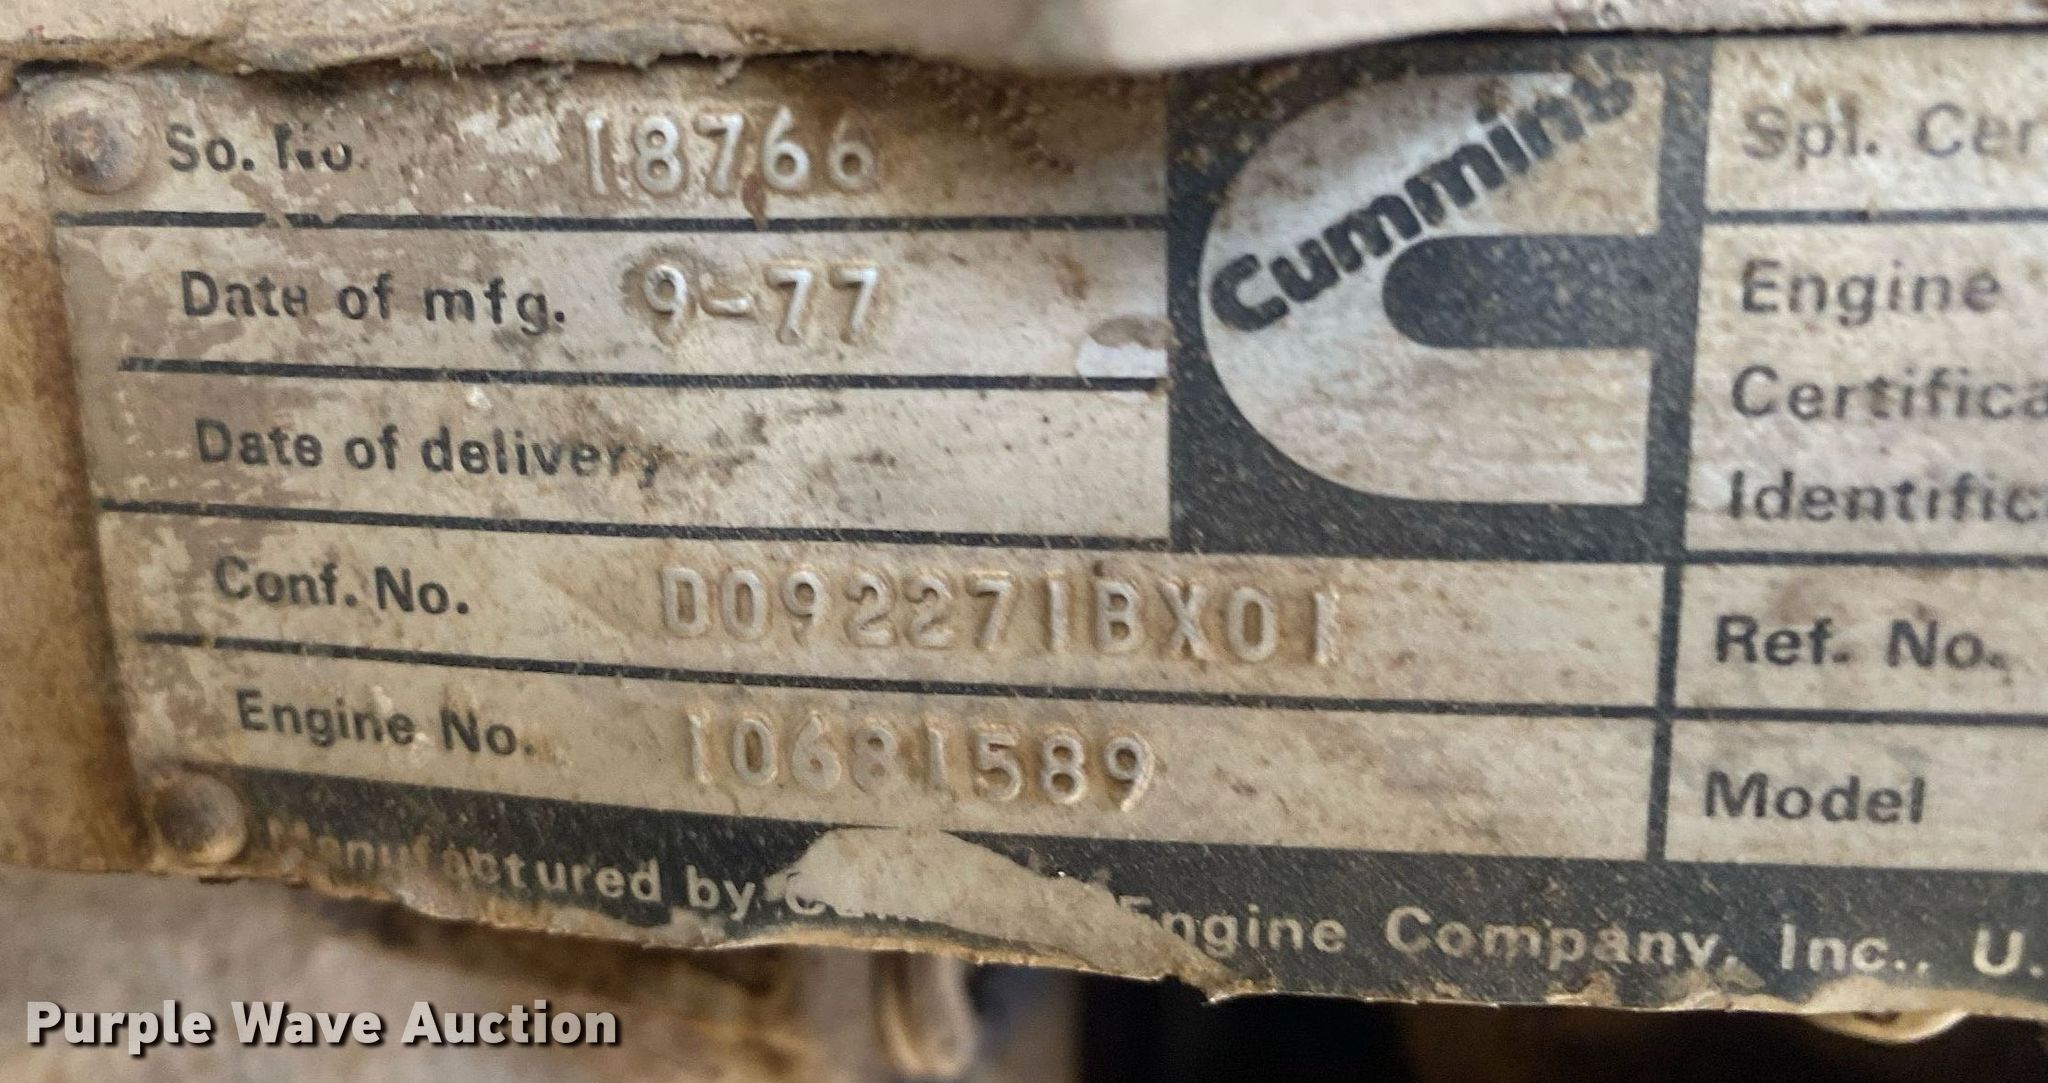 So. No. 18766
Date of mfg. 9-77
Date of delivery
Conf. No. D092271BX01
Engine No. 10681589
Cummins
Spl. Cer
Engine
Certifica
Identific
Ref. No.
Model
Manufactured by Engine Company, Inc., U.
Purple Wave Auction